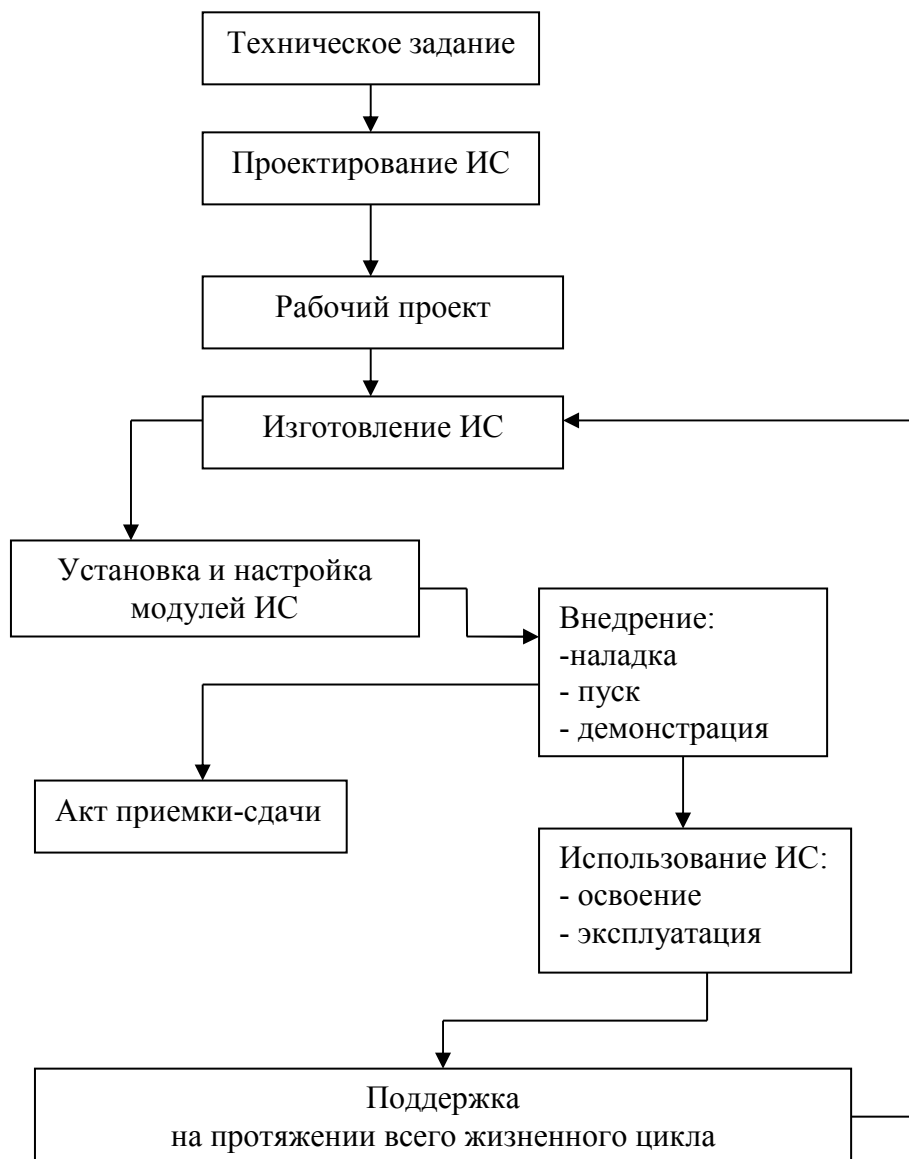 Техническое задание
Проектирование ИС
Рабочий проект
Изготовление ИС
Установка и настройка
модулей ИС
Внедрение:
-наладка
- пуск
- демонстрация
Акт приемки-сдачи
Использование ИС:
- освоение
- эксплуатация
Поддержка
на протяжении всего жизненного цикла